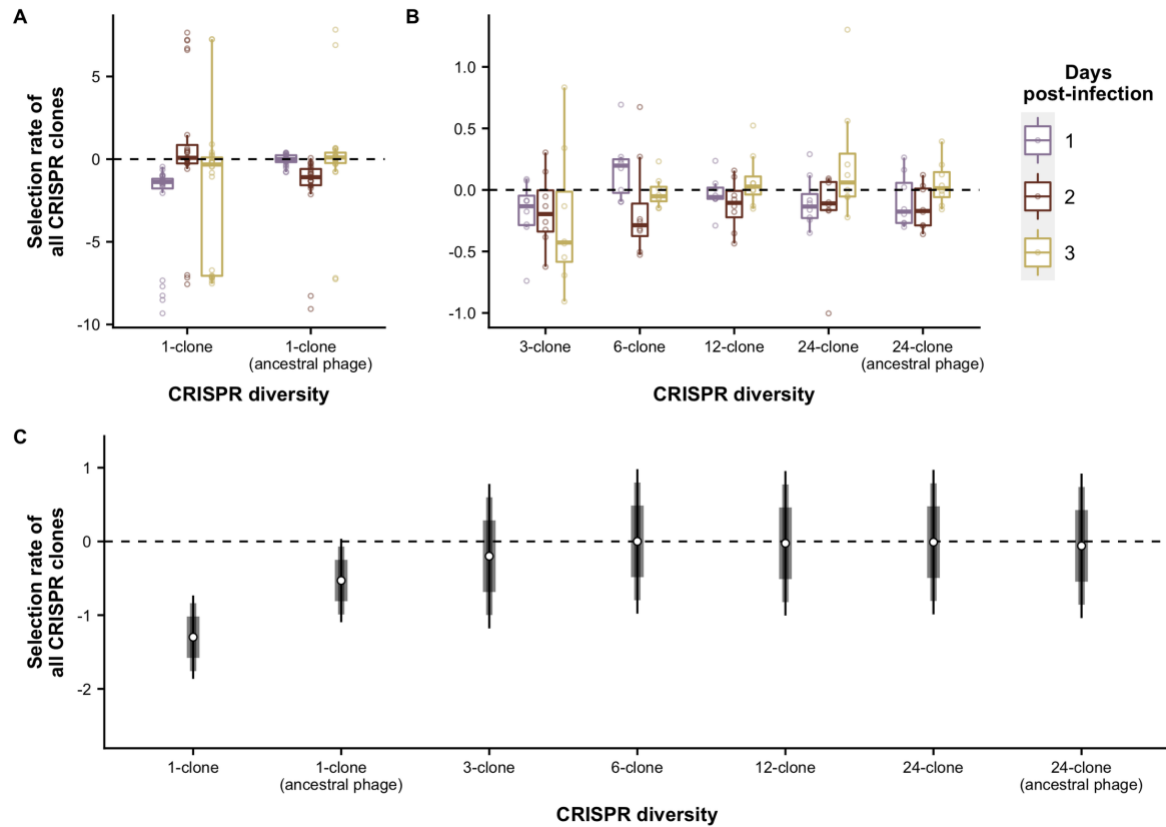 A
Selection rate of
all CRISPR clones
5
0
-5
-10
1-clone
1-clone
(ancestral phage)
CRISPR diversity
B
1.0
0.5
0.0
-0.5
-1.0
3-clone
6-clone
12-clone
24-clone
24-clone
(ancestral phage)
CRISPR diversity
Days
post-infection
1
2
3
C
Selection rate of
all CRISPR clones
1
0
-1
-2
1-clone
1-clone
(ancestral phage)
3-clone
6-clone
12-clone
24-clone
24-clone
(ancestral phage)
CRISPR diversity